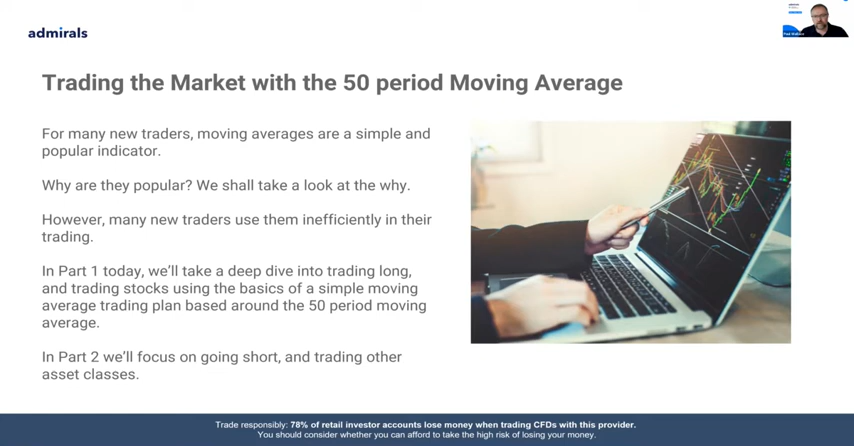 admirals
Trading the Market with the 50 period Moving Average
For many new traders, moving averages are a simple and
popular indicator.
Why are they popular? We shall take a look at the why.
However, many new traders use them inefficiently in their
trading.
In Part 1 today, we'll take a deep dive into trading long,
and trading stocks using the basics of a simple moving
average trading plan based around the 50 period moving
average.
In Part 2 we'll focus on going short, and trading other
asset classes.
Trade responsibly: 78% of retail investor accounts lose money when trading CFDs with this provider.
You should consider whether you can afford to take the high risk of losing your money.